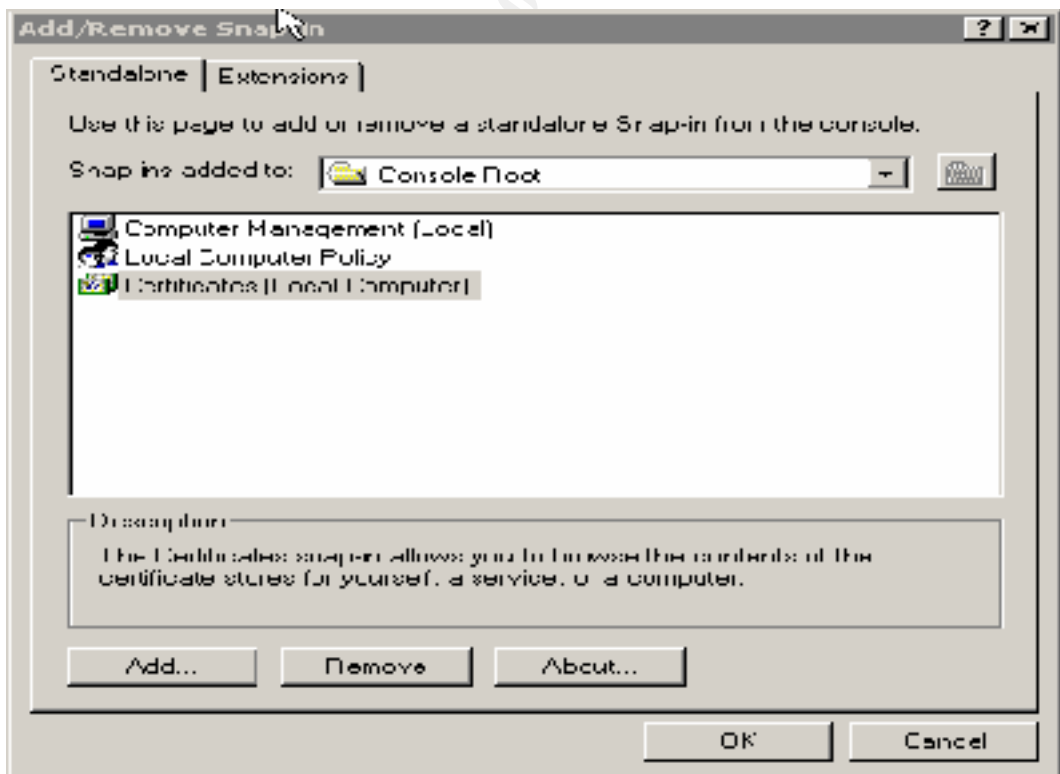 Add/Remove Snap-in
Standalone
Extensions
Use this page to add or remove a standalone Snap-in from the console.
Snap-ins added to:
Console Root
Computer Management (Local)
Local Computer Policy
Certificates (Local Computer)
Description
The Certificates snap-in allows you to browse the contents of the
certificate stores for yourself, a service, or a computer.
Add...
Remove
About...
OK
Cancel